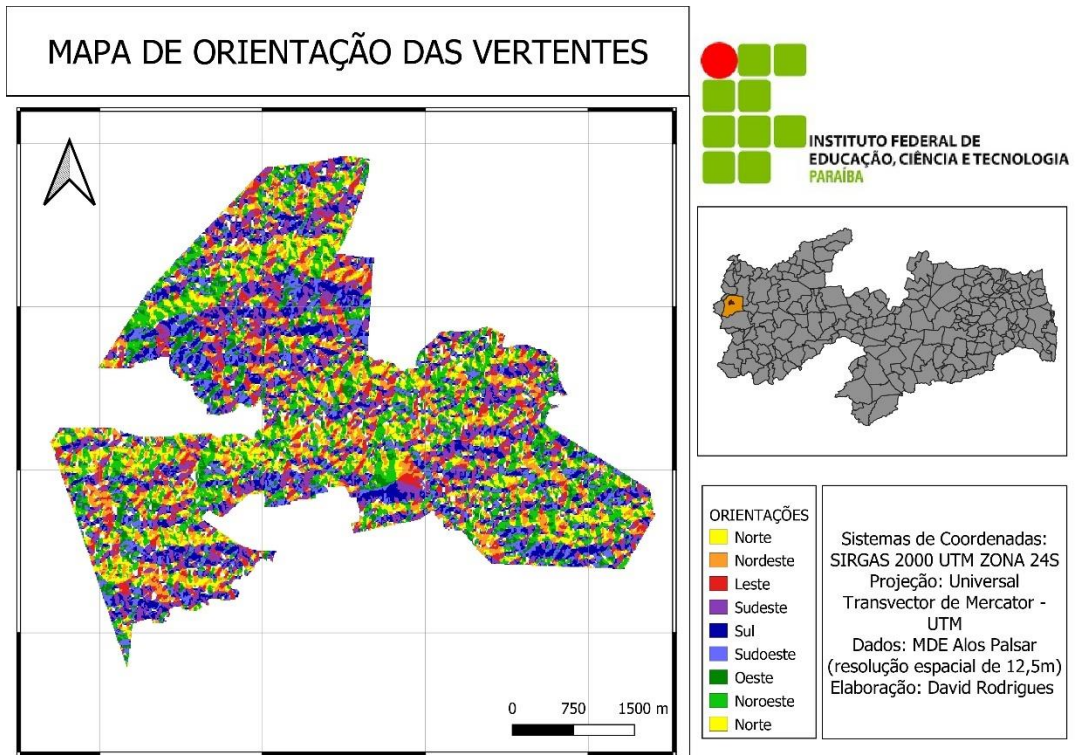 MAPA DE ORIENTAÇÃO DAS VERTENTES
INSTITUTO FEDERAL DE
EDUCAÇÃO, CIÊNCIA E TECNOLOGIA
PARAÍBA
0 750 1500 m
ORIENTAÇÕES
Norte
Nordeste
Leste
Sudeste
Sul
Sudoeste
Oeste
Noroeste
Norte
Sistemas de Coordenadas:
SIRGAS 2000 UTM ZONA 24S
Projeção: Universal
Transvector de Mercator -
UTM
Dados: MDE Alos Palsar
(resolução espacial de 12,5m)
Elaboração: David Rodrigues